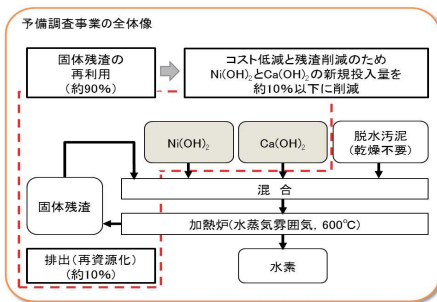 予備調査事業の全体像
固体残渣の
再利用
(約90%)
コスト低減と残渣削減のため
Ni(OH)₂とCa(OH)₂の新規投入量を
約10%以下に削減
Ni(OH)₂
Ca(OH)₂
脱水汚泥
(乾燥不要)
混 合
固体残渣
加熱炉(水蒸気雰囲気，600℃)
排出(再資源化)
(約10%)
水素